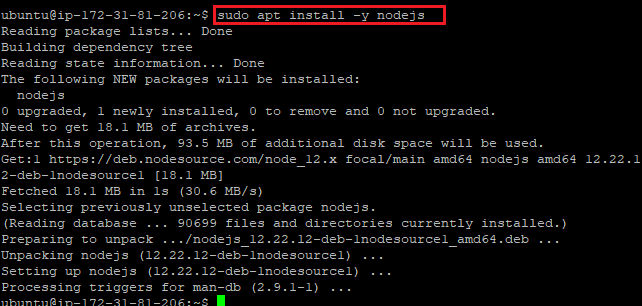 ubuntu@ip-172-31-81-206:~$ sudo apt install -y nodejs
Reading package lists... Done
Building dependency tree
Reading state information... Done
The following NEW packages will be installed:
  nodejs
0 upgraded, 1 newly installed, 0 to remove and 0 not upgraded.
Need to get 18.1 MB of archives.
After this operation, 93.5 MB of additional disk space will be used.
Get:1 https://deb.nodesource.com/node_12.x focal/main amd64 nodejs amd64 12.22.1
2-deb-1nodesource1 [18.1 MB]
Fetched 18.1 MB in 1s (30.6 MB/s)
Selecting previously unselected package nodejs.
(Reading database ... 90699 files and directories currently installed.)
Preparing to unpack .../nodejs_12.22.12-deb-1nodesource1_amd64.deb ...
Unpacking nodejs (12.22.12-deb-1nodesource1) ...
Setting up nodejs (12.22.12-deb-1nodesource1) ...
Processing triggers for man-db (2.9.1-1) ...
ubuntu@ip-172-31-81-206:~$